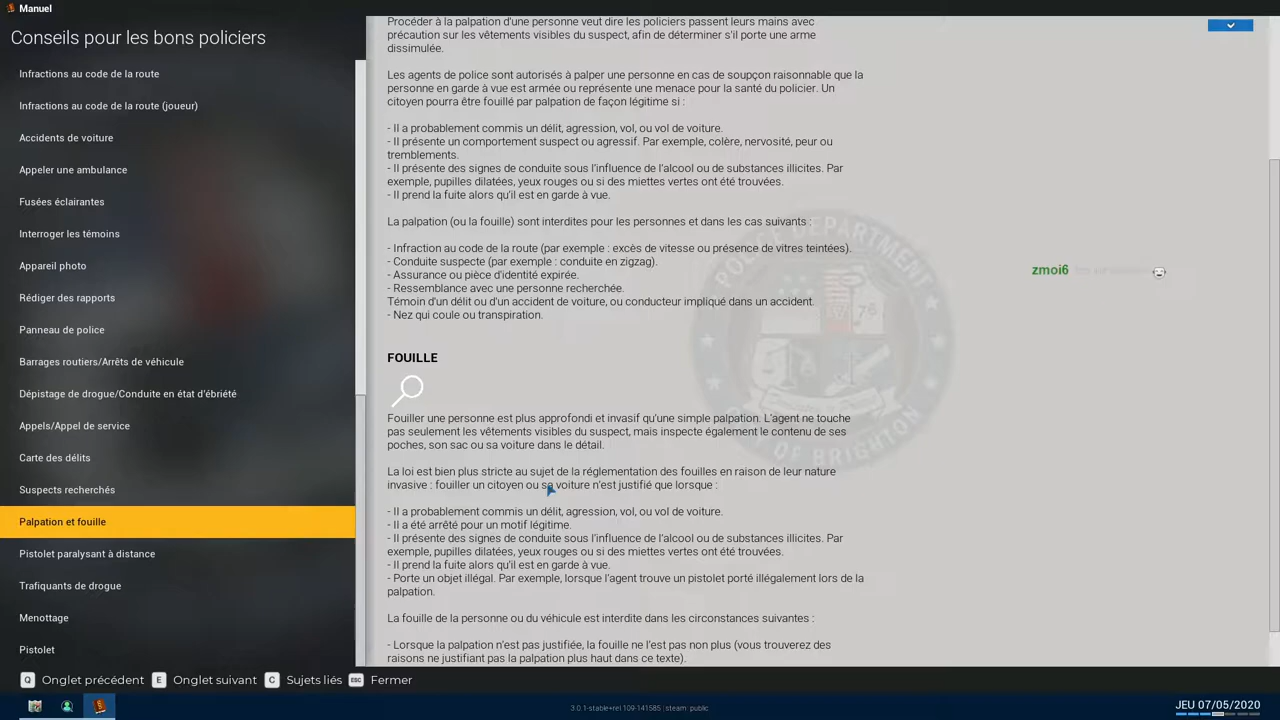 Manuel
Conseils pour les bons policiers
Infractions au code de la route
Infractions au code de la route (joueur)
Accidents de voiture
Appeler une ambulance
Fusées éclairantes
Interroger les témoins
Appareil photo
Rédiger des rapports
Panneau de police
Barrages routiers/Arrêts de véhicule
Dépistage de drogue/Conduite en état d'ébriété
Appels/Appel de service
Carte des délits
Suspects recherchés
Palpation et fouille
Pistolet paralysant à distance
Trafiquants de drogue
Menottage
Pistolet
Procéder à la palpation d'une personne veut dire les policiers passent leurs mains avec
précaution sur les vêtements visibles du suspect, afin de déterminer s'il porte une arme
dissimulée.
Les agents de police sont autorisés à palper une personne en cas de soupçon raisonnable que la
personne en garde à vue est armée ou représente une menace pour la santé du policier. Un
citoyen pourra être fouillé par palpation de façon légitime si :
- Il a probablement commis un délit, agression, vol, ou vol de voiture.
- Il présente un comportement suspect ou agressif. Par exemple, colère, nervosité, peur ou
tremblements.
- Il présente des signes de conduite sous l'influence de l'alcool ou de substances illicites. Par
exemple, pupilles dilatées, yeux rouges ou si des miettes vertes ont été trouvées.
- Il prend la fuite alors qu'il est en garde à vue.
La palpation (ou la fouille) sont interdites pour les personnes et dans les cas suivants :
- Infraction au code de la route (par exemple : excès de vitesse ou présence de vitres teintées).
- Conduite suspecte (par exemple : conduite en zigzag).
- Assurance ou pièce d'identité expirée.
- Ressemblance avec une personne recherchée.
Témoin d'un délit ou d'un accident de voiture, ou conducteur impliqué dans un accident.
- Nez qui coule ou transpiration.
FOUILLE
Fouiller une personne est plus approfondi et invasif qu'une simple palpation. L'agent ne touche
pas seulement les vêtements visibles du suspect, mais inspecte également le contenu de ses
poches, son sac ou sa voiture dans le détail.
La loi est bien plus stricte au sujet de la réglementation des fouilles en raison de leur nature
invasive : fouiller un citoyen ou sa voiture n'est justifié que lorsque :
- Il a probablement commis un délit, agression, vol, ou vol de voiture.
- Il a été arrêté pour un motif légitime.
- Il présente des signes de conduite sous l'influence de l'alcool ou de substances illicites. Par
exemple, pupilles dilatées, yeux rouges ou si des miettes vertes ont été trouvées.
- Il prend la fuite alors qu'il est en garde à vue.
- Porte un objet illégal. Par exemple, lorsque l'agent trouve un pistolet porté illégalement lors de la
palpation.
La fouille de la personne ou du véhicule est interdite dans les circonstances suivantes :
- Lorsque la palpation n'est pas justifiée, la fouille ne l'est pas non plus (vous trouverez des
raisons ne justifiant pas la palpation plus haut dans ce texte).
zmoi6
Q Onglet précédent E Onglet suivant C Sujets liés ESC Fermer
3.0.1-stable+rel.109-141585 | steam: public
JEU 07/05/2020